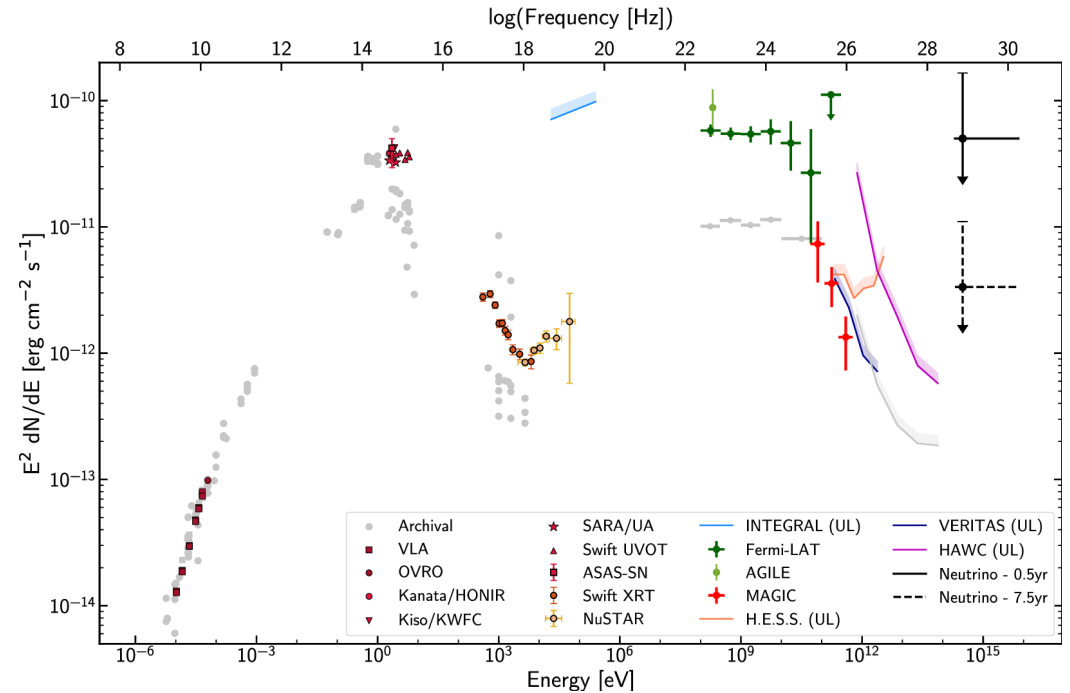 log(Frequency [Hz])
8 10 12 14 16 18 20 22 24 26 28 30
E² dN/dE [erg cm⁻² s⁻¹]
10⁻¹⁰
10⁻¹¹
10⁻¹²
10⁻¹³
10⁻¹⁴
Archival
VLA
OVRO
Kanata/HONIR
Kiso/KWFC
SARA/UA
Swift UVOT
ASAS-SN
Swift XRT
NuSTAR
INTEGRAL (UL)
Fermi-LAT
AGILE
MAGIC
H.E.S.S. (UL)
VERITAS (UL)
HAWC (UL)
Neutrino - 0.5yr
Neutrino - 7.5yr
10⁻⁶ 10⁻³ 10⁰ 10³ 10⁶ 10⁹ 10¹² 10¹⁵
Energy [eV]